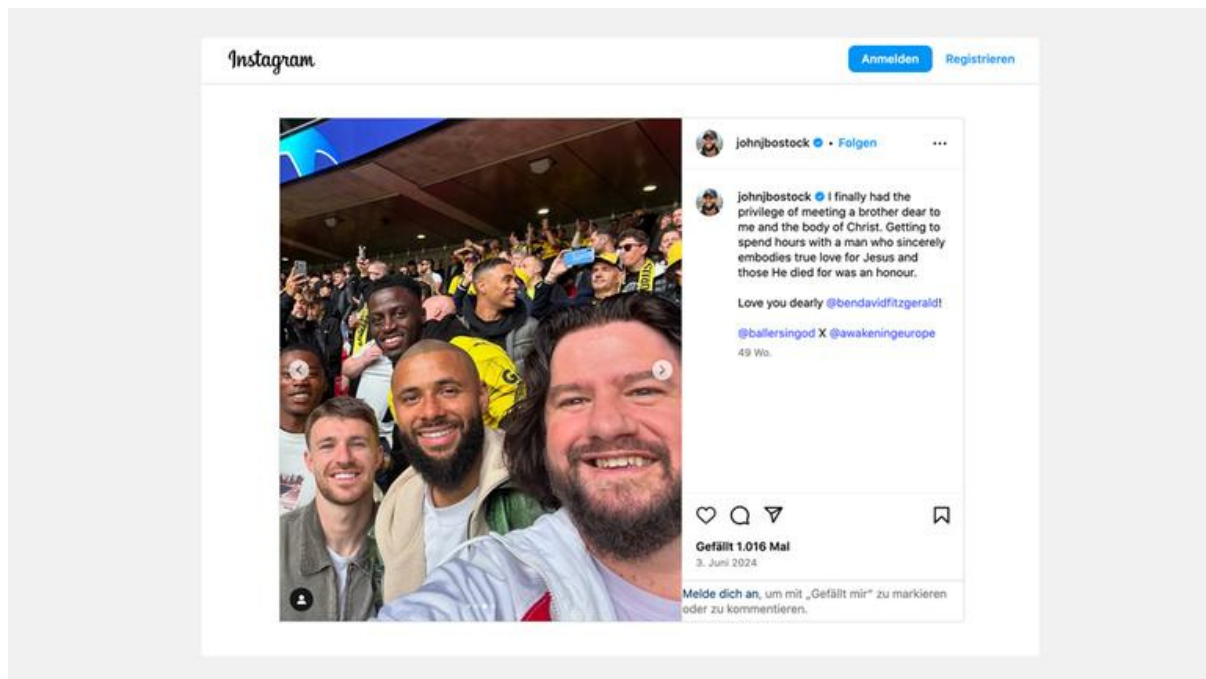 Instagram
Anmelden
Registrieren
johnjbostock • Folgen
johnjbostock I finally had the
privilege of meeting a brother dear to
me and the body of Christ. Getting to
spend hours with a man who sincerely
embodies true love for Jesus and
those He died for was an honour.
Love you dearly @bendavidfitzgerald!
@ballersingod X @awakeningeurope
49 Wo.
Gefällt 1.016 Mal
3. Juni 2024
Melde dich an, um mit „Gefällt mir“ zu markieren
oder zu kommentieren.